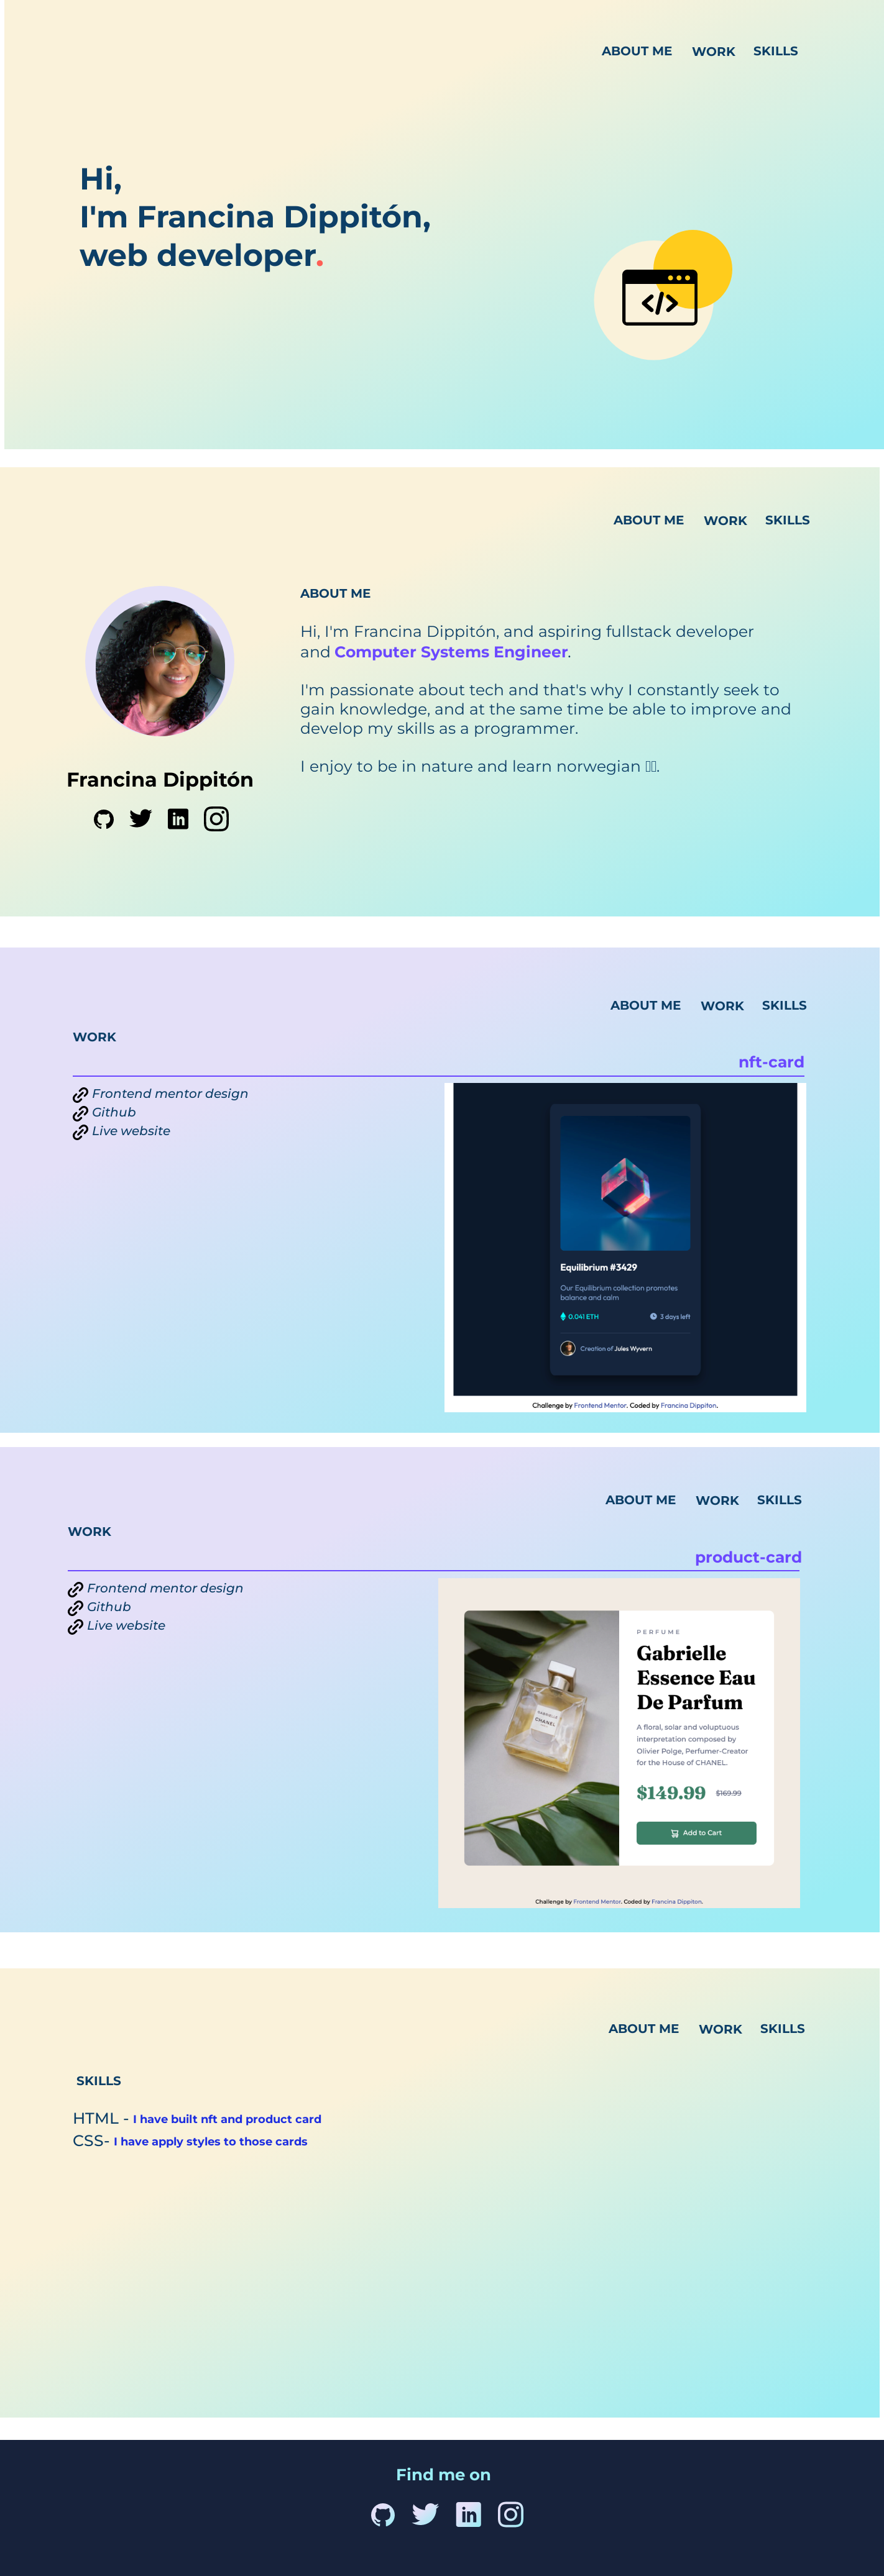 ABOUT ME WORK SKILLS
Hi,
I'm Francina Dippitón,
web developer.
</>
ABOUT ME WORK SKILLS
ABOUT ME
Hi, I'm Francina Dippitón, and aspiring fullstack developer
and Computer Systems Engineer.
I'm passionate about tech and that's why I constantly seek to
gain knowledge, and at the same time be able to improve and
develop my skills as a programmer.
I enjoy to be in nature and learn norwegian .
Francina Dippitón
in
ABOUT ME WORK SKILLS
WORK
nft-card
Frontend mentor design
Github
Live website
Equilibrium #3429
Our Equilibrium collection promotes
balance and calm
0.041 ETH 3 days left
Creation of Jules Wyvern
Challenge by Frontend Mentor. Coded by Francina Dippiton.
ABOUT ME WORK SKILLS
WORK
product-card
Frontend mentor design
Github
Live website
GABRIELLE
CHANEL
PERFUME
Gabrielle
Essence Eau
De Parfum
A floral, solar and voluptuous
interpretation composed by
Olivier Polge, Perfumer-Creator
for the House of CHANEL.
$149.99 $169.99
Add to Cart
Challenge by Frontend Mentor. Coded by Francina Dippiton.
ABOUT ME WORK SKILLS
SKILLS
HTML - I have built nft and product card
CSS- I have apply styles to those cards
Find me on
in